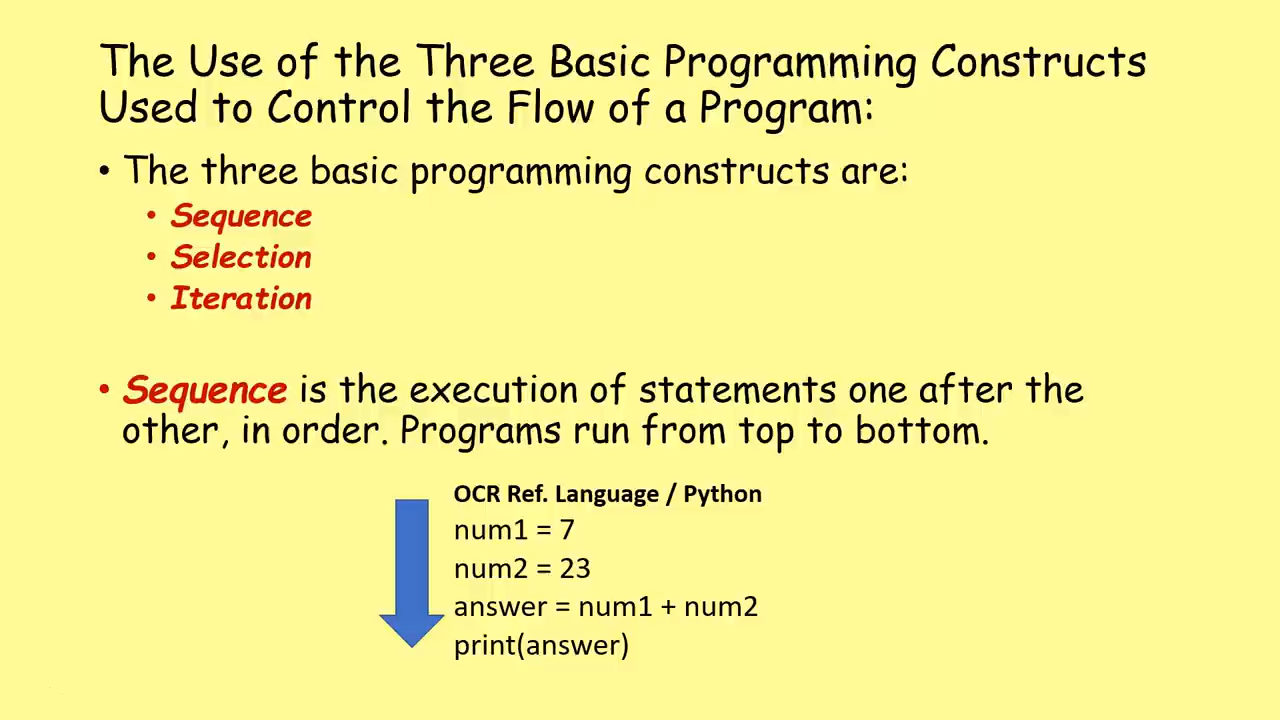 The Use of the Three Basic Programming Constructs
Used to Control the Flow of a Program:
• The three basic programming constructs are:
• Sequence
• Selection
• Iteration
• Sequence is the execution of statements one after the
other, in order. Programs run from top to bottom.
OCR Ref. Language / Python
num1 = 7
num2 = 23
answer = num1 + num2
print(answer)